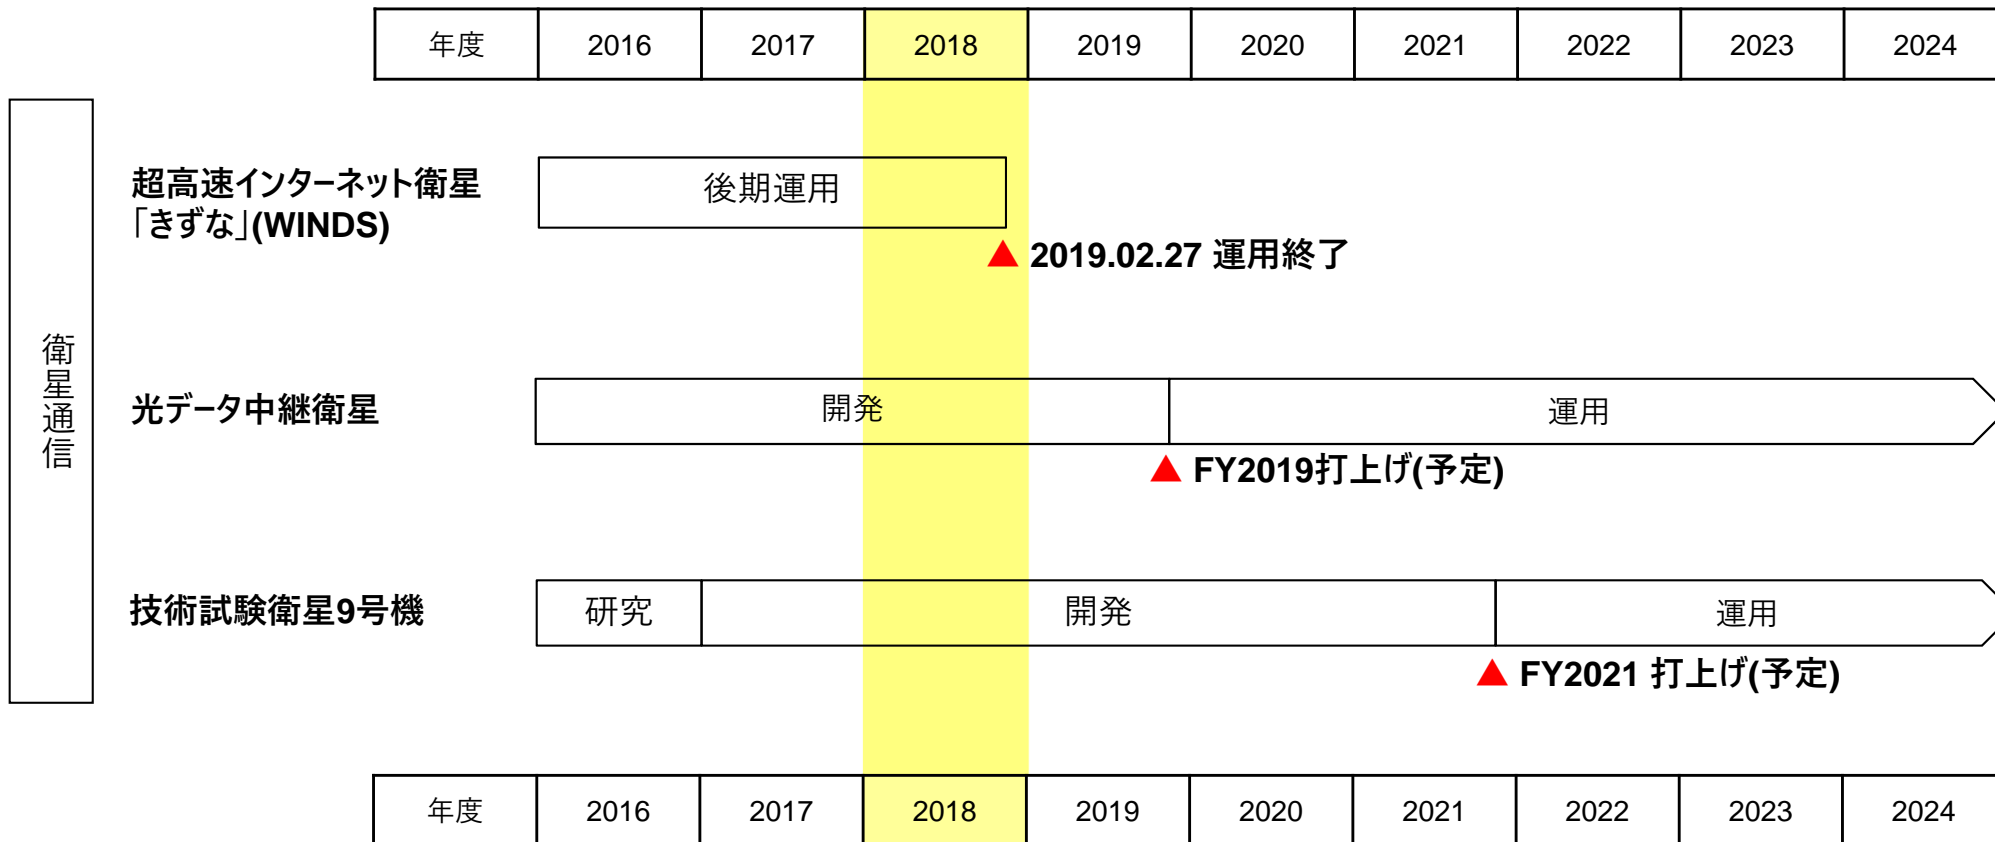 年度 2016 2017 2018 2019 2020 2021 2022 2023 2024
衛星通信
超高速インターネット衛星
「きずな」(WINDS)
後期運用
2019.02.27 運用終了
光データ中継衛星
開発
運用
FY2019打上げ(予定)
技術試験衛星9号機
研究
開発
運用
FY2021 打上げ(予定)
年度 2016 2017 2018 2019 2020 2021 2022 2023 2024